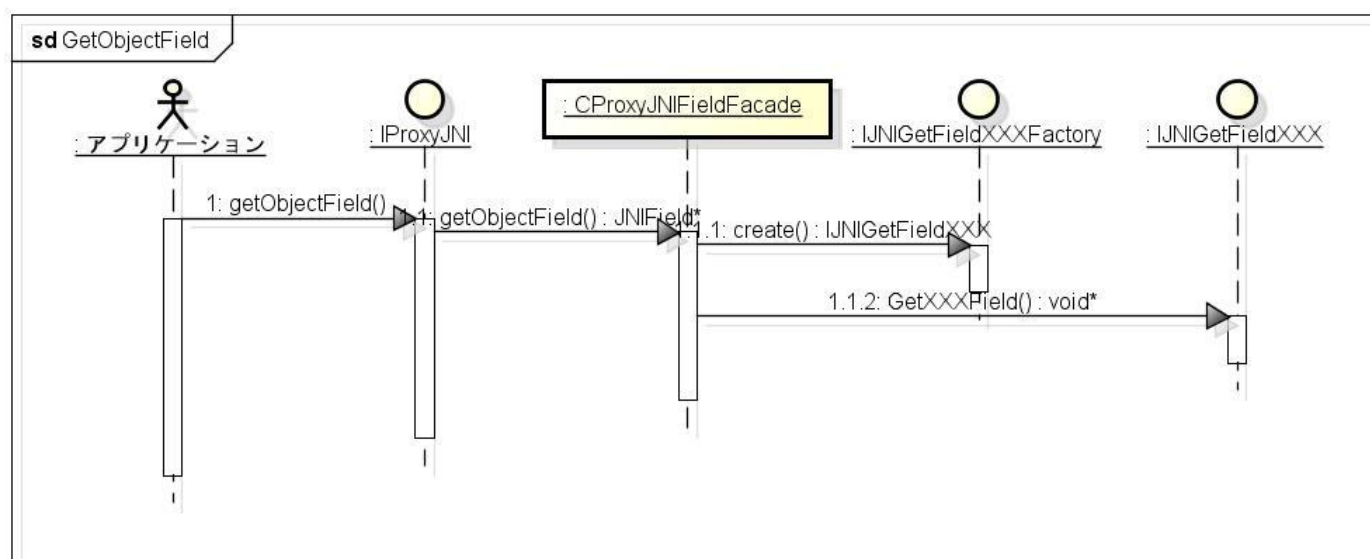 sd GetObjectField
: アプリケーション
: IProxyJNI
: CProxyJNIFieldFacade
: IJNIGetFieldXXXFactory
: IJNIGetFieldXXX
1: getObjectField()
1.1: getObjectField() : JNIField*
1.1.1: create() : IJNIGetFieldXXX
1.1.2: GetXXXField() : void*